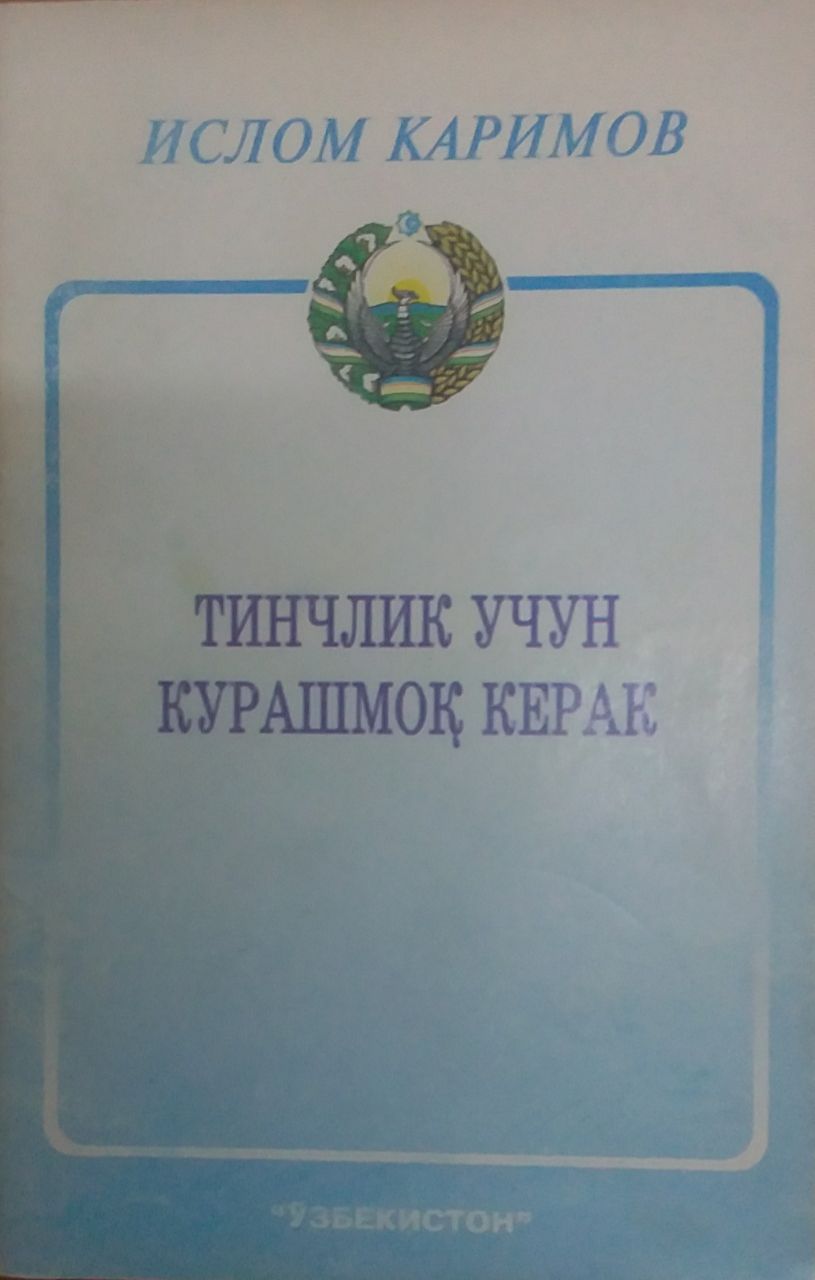 ИСЛОМ КАРИМОВ
ТИНЧЛИК УЧУН
КУРАШМОҚ КЕРАК
"ЎЗБЕКИСТОН"